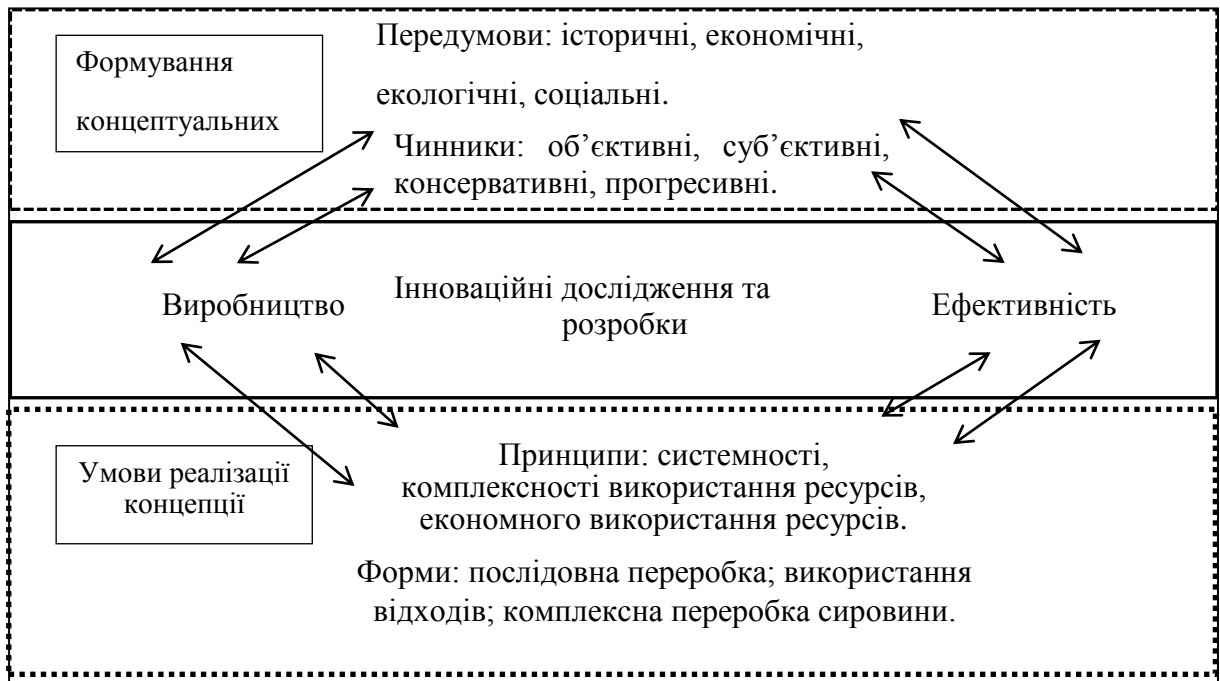 Формування
концептуальних
Передумови: історичні, економічні,
екологічні, соціальні.
Чинники: об’єктивні, суб’єктивні,
консервативні, прогресивні.
Виробництво
Інноваційні дослідження та
розробки
Ефективність
Умови реалізації
концепції
Принципи: системності,
комплексності використання ресурсів,
економного використання ресурсів.
Форми: послідовна переробка; використання
відходів; комплексна переробка сировини.